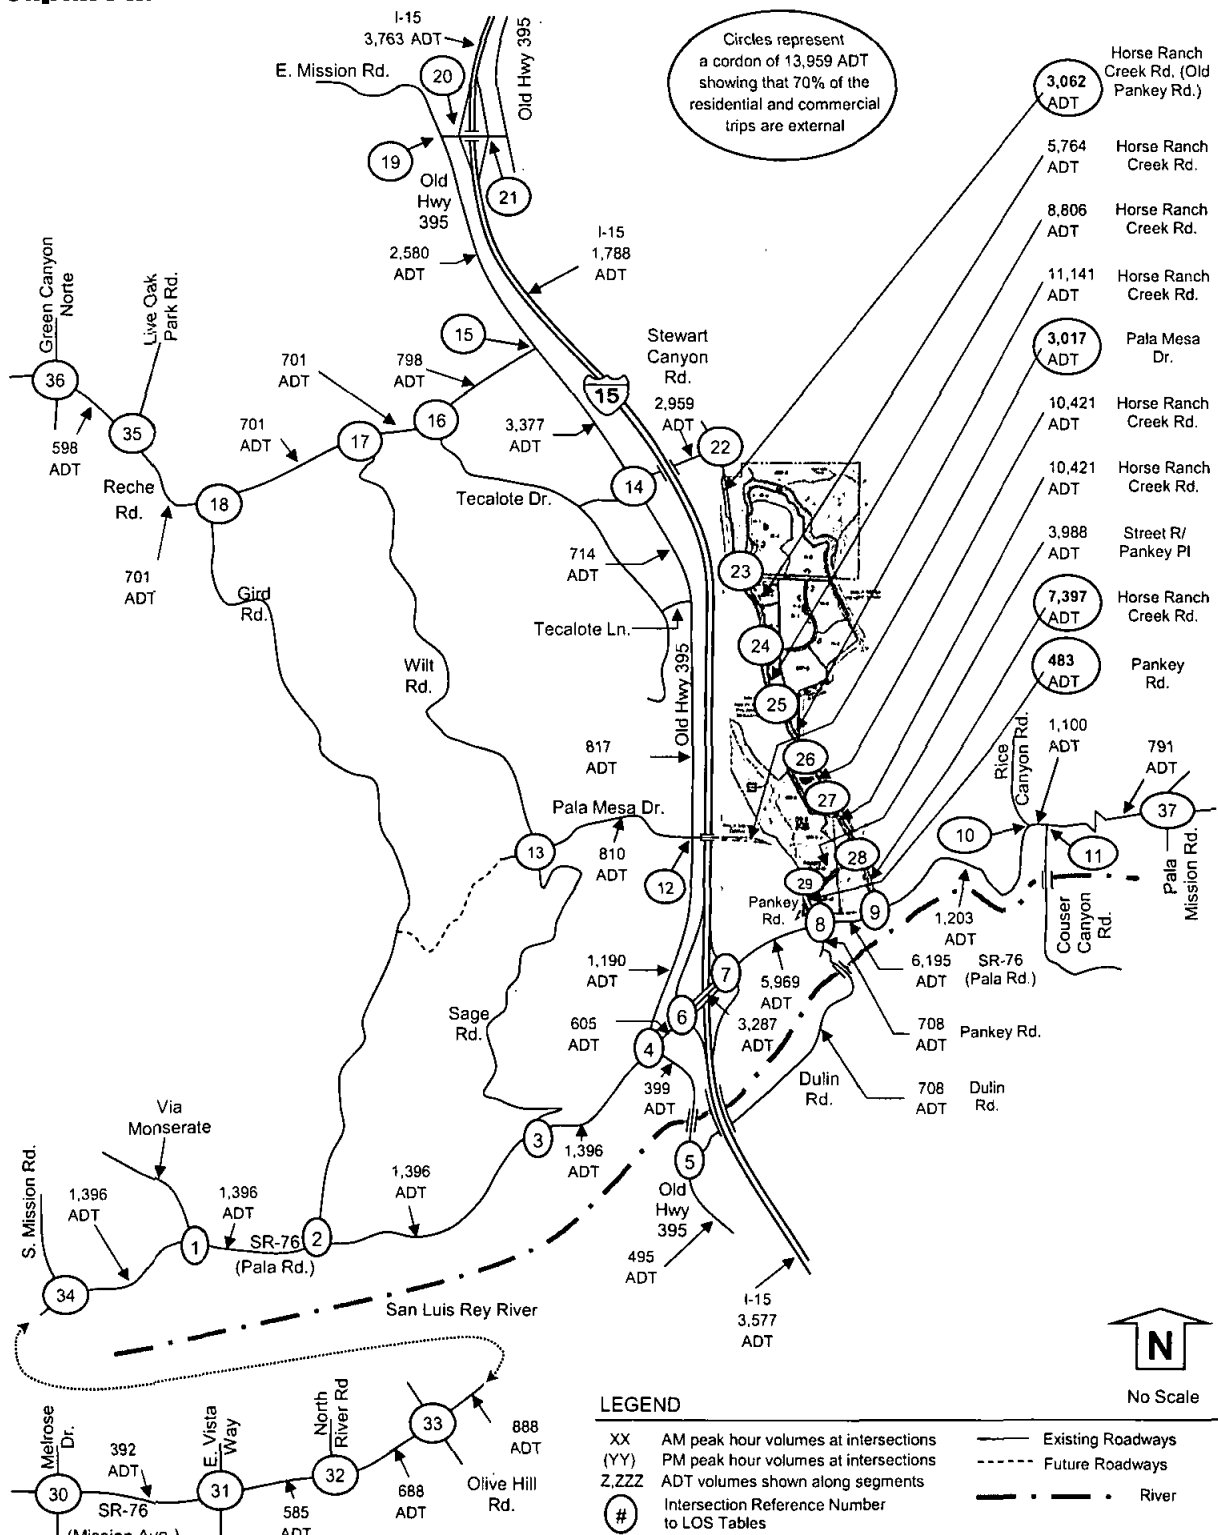 I-15
3,763 ADT
Old Hwy 395
E. Mission Rd.
20
19
21
Old
Hwy
395
2,580
ADT
I-15
1,788
ADT
Circles represent
a cordon of 13,959 ADT
showing that 70% of the
residential and commercial
trips are external
3,062
ADT
Horse Ranch
Creek Rd, (Old
Pankey Rd.)
5,764
ADT
Horse Ranch
Creek Rd.
8,806
ADT
Horse Ranch
Creek Rd.
11,141
ADT
Horse Ranch
Creek Rd.
3,017
ADT
Pala Mesa
Dr.
10,421
ADT
Horse Ranch
Creek Rd.
10,421
ADT
Horse Ranch
Creek Rd.
3,988
ADT
Street R/
Pankey Pl
7,397
ADT
Horse Ranch
Creek Rd.
483
ADT
Pankey
Rd.
Green Canyon
Norte
Live Oak
Park Rd.
36
35
598
ADT
Reche
Rd.
701
ADT
18
701
ADT
701
ADT
17
16
798
ADT
15
3,377
ADT
15
Stewart
Canyon
Rd.
2,959
ADT
22
14
Tecalote Dr.
714
ADT
Tecalote Ln.
Old Hwy 395
Gird
Rd.
Wilt
Rd.
23
24
25
26
27
28
29
817
ADT
Pala Mesa Dr.
13
810
ADT
12
Pankey
Rd.
8
9
Rice
Canyon Rd.
1,100
ADT
791
ADT
37
10
11
Pala
Mission Rd.
Couser
Canyon
Rd.
1,203
ADT
6,195
ADT
SR-76
(Pala Rd.)
5,969
ADT
1,190
ADT
7
6
3,287
ADT
605
ADT
4
399
ADT
708
ADT
Pankey Rd.
708
ADT
Dulin
Rd.
Dulin
Rd.
Sage
Rd.
3
1,396
ADT
5
Old
Hwy
395
495
ADT
I-15
3,577
ADT
Via
Monserate
S. Mission Rd.
1,396
ADT
1,396
ADT
1,396
ADT
1
2
SR-76
(Pala Rd.)
34
San Luis Rey River
N
No Scale
Melrose
Dr.
392
ADT
30
SR-76
(Mission Ave.)
E. Vista
Way
31
585
ADT
North
River Rd
32
688
ADT
33
888
ADT
Olive Hill
Rd.
LEGEND
XX AM peak hour volumes at intersections
(YY) PM peak hour volumes at intersections
Z,ZZZ ADT volumes shown along segments
# Intersection Reference Number
to LOS Tables
Existing Roadways
Future Roadways
River